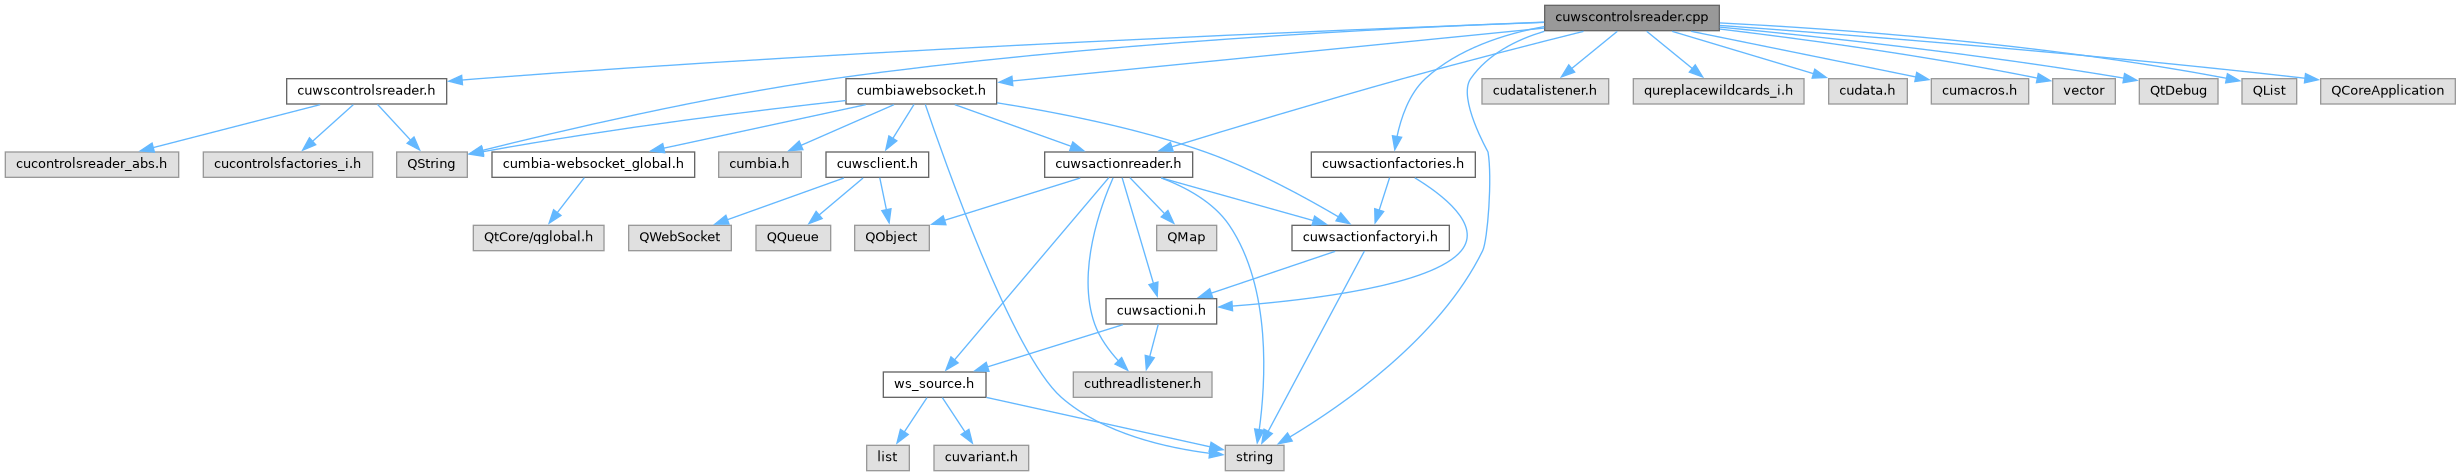 cuwscontrolsreader.cpp
cuwscontrolsreader.h
cumbiawebsocket.h
cudatalistener.h
qureplacewildcards_i.h
cudata.h
cumacros.h
vector
QtDebug
QList
QCoreApplication
cucontrolsreader_abs.h
cucontrolsfactories_i.h
QString
cumbia-websocket_global.h
cumbia.h
cuwsclient.h
cuwsactionreader.h
cuwsactionfactories.h
QtCore/qglobal.h
QWebSocket
QQueue
QObject
QMap
cuwsactionfactoryi.h
cuwsactioni.h
ws_source.h
cuthreadlistener.h
list
cuvariant.h
string